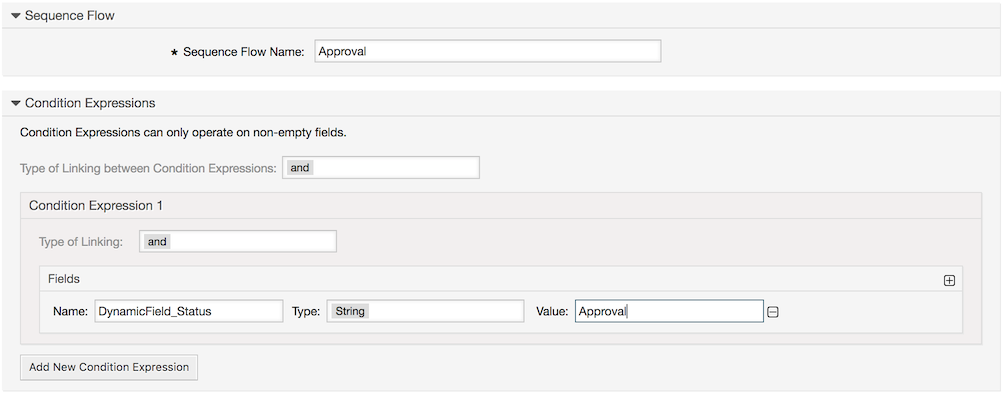 Sequence Flow
* Sequence Flow Name: Approval
Condition Expressions
Condition Expressions can only operate on non-empty fields.
Type of Linking between Condition Expressions: and
Condition Expression 1
Type of Linking: and
Fields
Name: DynamicField_Status Type: String Value: Approval
Add New Condition Expression